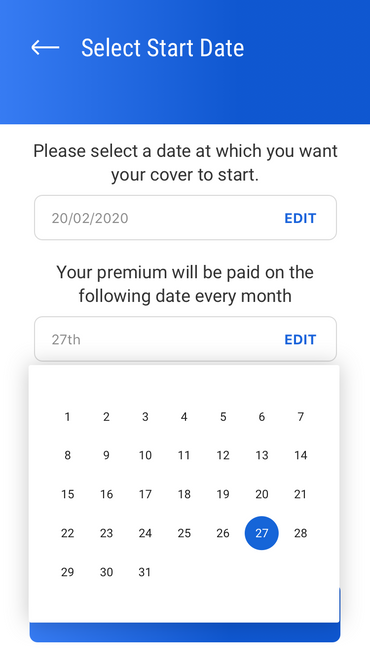 Select Start Date
Please select a date at which you want
your cover to start.
20/02/2020 EDIT
Your premium will be paid on the
following date every month
27th EDIT
1 2 3 4 5 6 7
8 9 10 11 12 13 14
15 16 17 18 19 20 21
22 23 24 25 26 27 28
29 30 31